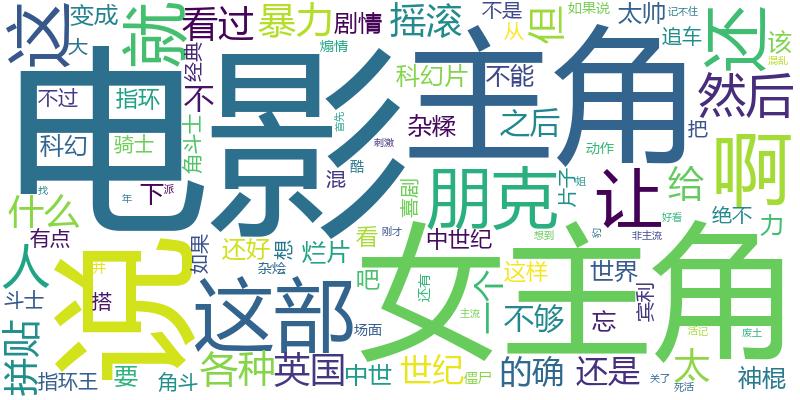 这
变成
就
看过
暴力
剧情
摇滚
不是
但
从
如果说
太帅
记不住
还
该
大
经典
煽情
追车
混乱
电影
主角
不过
指环
不
科幻片
不能
然后
科幻
骑士
角斗士
首先
刺激
杂糅
之后
把
啊
找
年
下
派
混
酷
喜剧
朋克
片子
动作
姐
让
给
绝不
力
什么
有点
说
如果
还好
想
烂片
看
刚才
中世纪
想到
豹
非主流
好看
人
杂烩
吧
还有
女主角
一个
这样
世界
宾利
斗士
并
搭
这部
场面
主流
不够
忘
活记
废土
拼贴
指环王
要
角斗
各种
英国
中世
世纪
僵尸
的确
还是
关了
太
死活
神棍